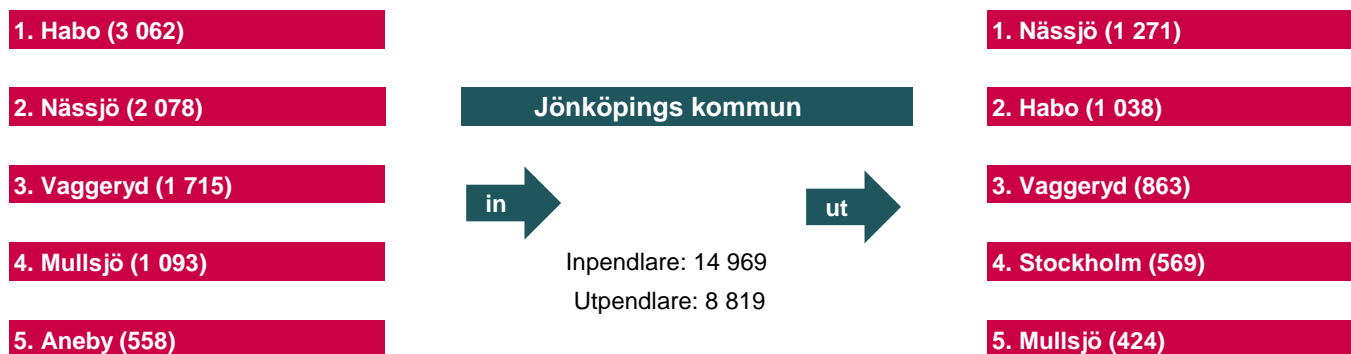 1. Habo (3 062)
2. Nässjö (2 078)
3. Vaggeryd (1 715)
4. Mullsjö (1 093)
5. Aneby (558)
Jönköpings kommun
in
ut
Inpendlare: 14 969
Utpendlare: 8 819
1. Nässjö (1 271)
2. Habo (1 038)
3. Vaggeryd (863)
4. Stockholm (569)
5. Mullsjö (424)